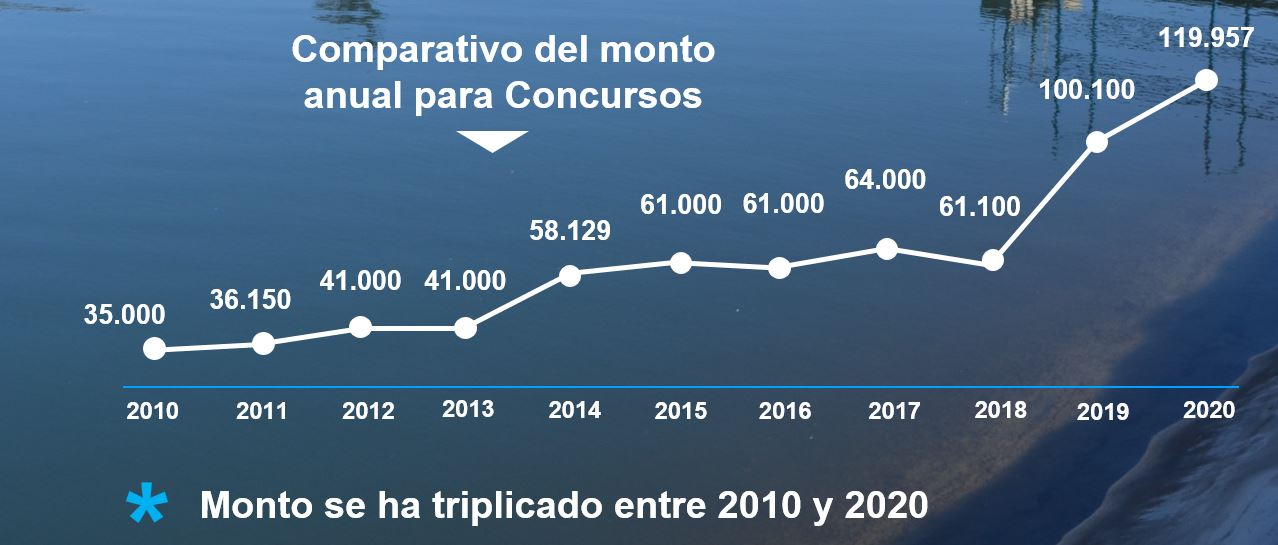 Comparativo del monto
anual para Concursos
35.000 36.150 41.000 41.000 58.129 61.000 61.000 64.000 61.100 100.100 119.957
2010 2011 2012 2013 2014 2015 2016 2017 2018 2019 2020
* Monto se ha triplicado entre 2010 y 2020